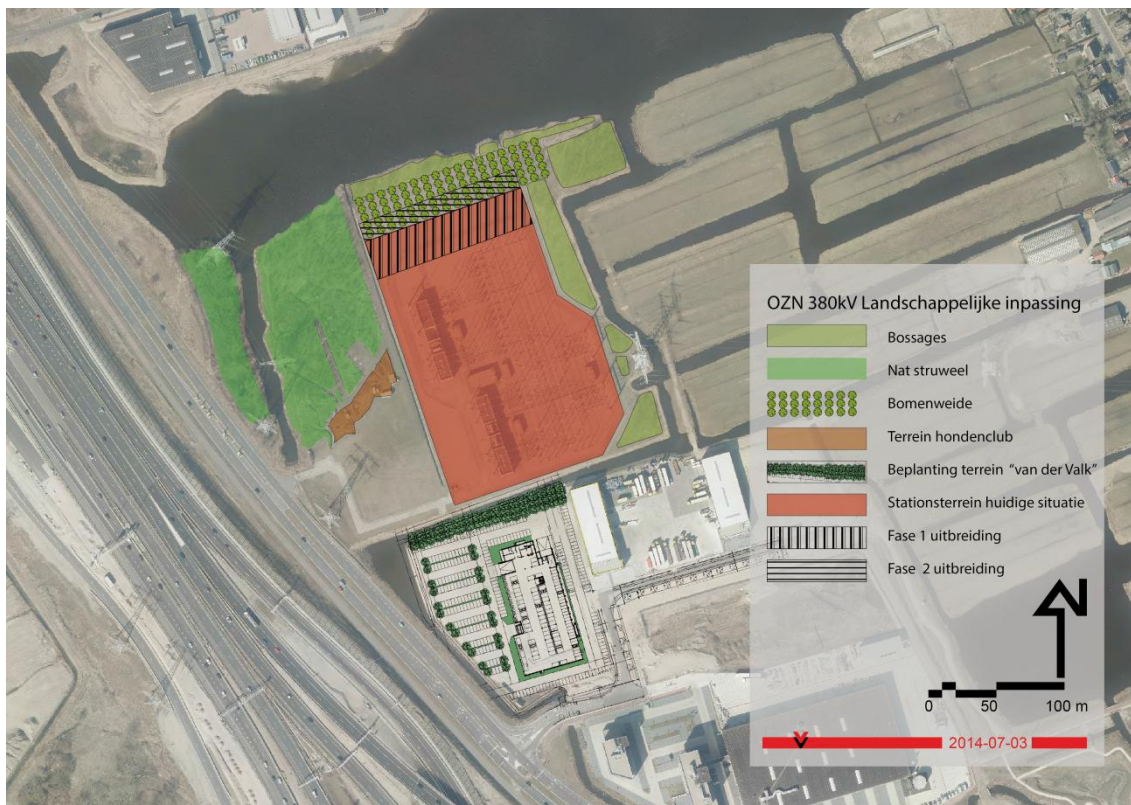 OZN 380kV Landschappelijke inpassing
Bossages
Nat struweel
Bomenweide
Terrein hondenclub
Beplanting terrein “van der Valk”
Stationsterrein huidige situatie
Fase 1 uitbreiding
Fase 2 uitbreiding
N
0 50 100 m
2014-07-03